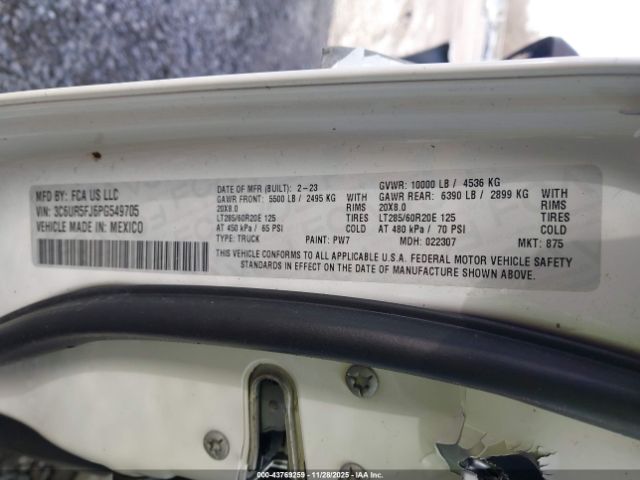 MFD BY: FCA US LLC
VIN: 3C6UR5FJ6PG549705
VEHICLE MADE IN: MEXICO
DATE OF MFR (BUILT): 2-23 GVWR: 10000 LB / 4536 KG
GAWR FRONT: 5500 LB / 2495 KG WITH GAWR REAR: 6390 LB / 2899 KG WITH
20X8.0 RIMS 20X8.0 RIMS
LT285/60R20E 125 TIRES LT285/60R20E 125 TIRES
AT 450 kPa / 65 PSI COLD AT 480 kPa / 70 PSI COLD
TYPE: TRUCK PAINT: PW7 MDH: 022307 MKT: 875
THIS VEHICLE CONFORMS TO ALL APPLICABLE U.S.A. FEDERAL MOTOR VEHICLE SAFETY
STANDARDS IN EFFECT ON THE DATE OF MANUFACTURE SHOWN ABOVE.
© IAAI 43769259 - 11/28/2025 - IAA Inc.